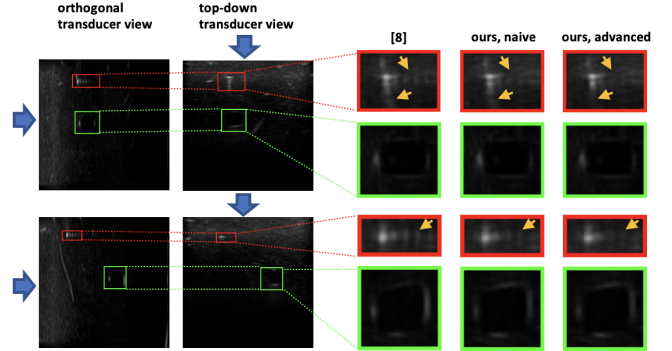 orthogonal
transducer view
top-down
transducer view
[8]
ours, naive
ours, advanced